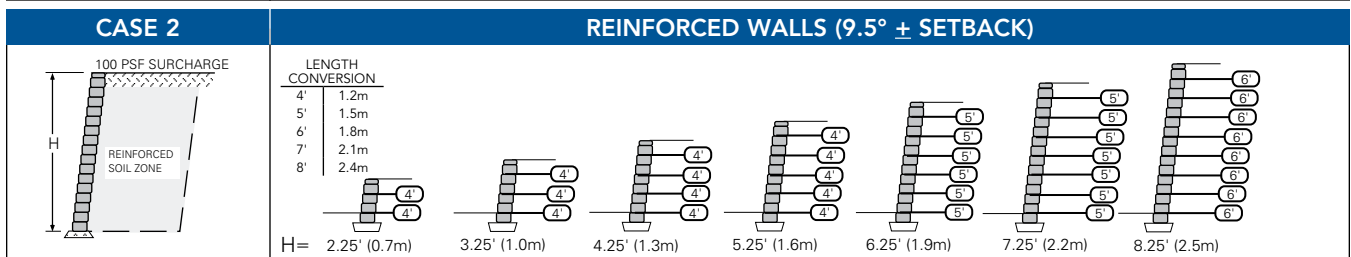 CASE 2
REINFORCED WALLS (9.5° ± SETBACK)
100 PSF SURCHARGE
H
REINFORCED
SOIL ZONE
LENGTH
CONVERSION
4' 1.2m
5' 1.5m
6' 1.8m
7' 2.1m
8' 2.4m
4'
4'
4'
4'
4'
4'
4'
4'
4'
4'
4'
4'
4'
4'
5'
5'
5'
5'
5'
5'
5'
5'
5'
5'
5'
5'
5'
6'
6'
6'
6'
6'
6'
6'
6'
H= 2.25' (0.7m) 3.25' (1.0m) 4.25' (1.3m) 5.25' (1.6m) 6.25' (1.9m) 7.25' (2.2m) 8.25' (2.5m)